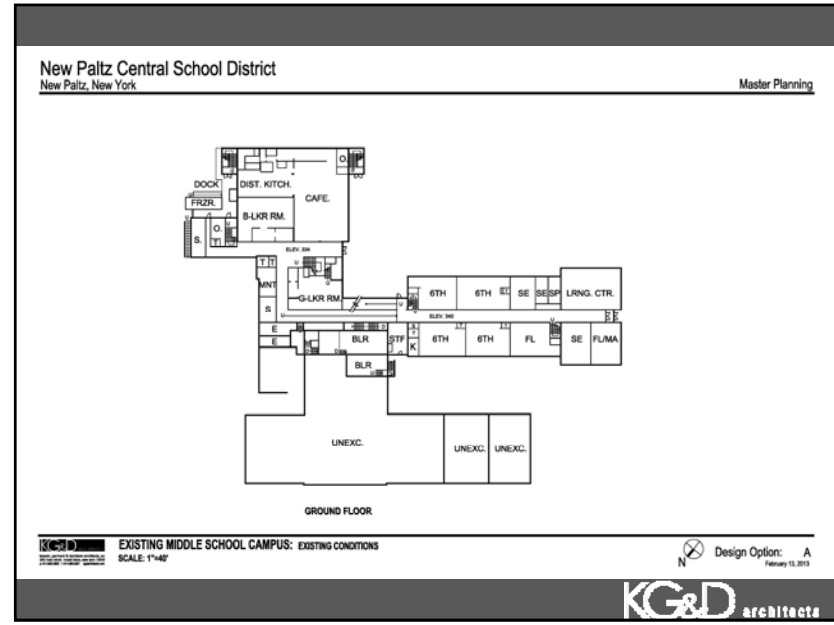 New Paltz Central School District
New Paltz, New York
Master Planning
O.
DOCK
DIST. KITCH.
CAFE.
FRZR.
B-LKR RM.
O.
S.
T
ELEV. 334
T T
MNT
G-LKR RM.
S
6TH
6TH
SE
SE
SP
LRNG. CTR.
ELEV. 340
E
E
BLR
STF
K
6TH
6TH
FL
SE
FL/MA
BLR
UNEXC.
UNEXC.
UNEXC.
GROUND FLOOR
KG&D
EXISTING MIDDLE SCHOOL CAMPUS: EXISTING CONDITIONS
SCALE: 1"=40'
N
Design Option: A
February 13, 2013
KG&D architects